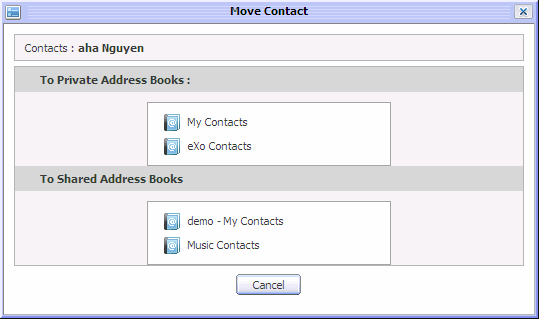 Move Contact
Contacts : aha Nguyen
To Private Address Books :
My Contacts
eXo Contacts
To Shared Address Books
demo - My Contacts
Music Contacts
Cancel